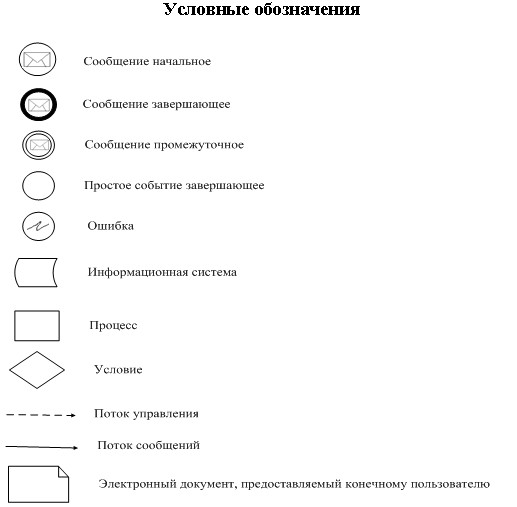 Условные обозначения
Сообщение начальное
Сообщение завершающее
Сообщение промежуточное
Простое событие завершающее
Ошибка
Информационная система
Процесс
Условие
Поток управления
Поток сообщений
Электронный документ, предоставляемый конечному пользователю